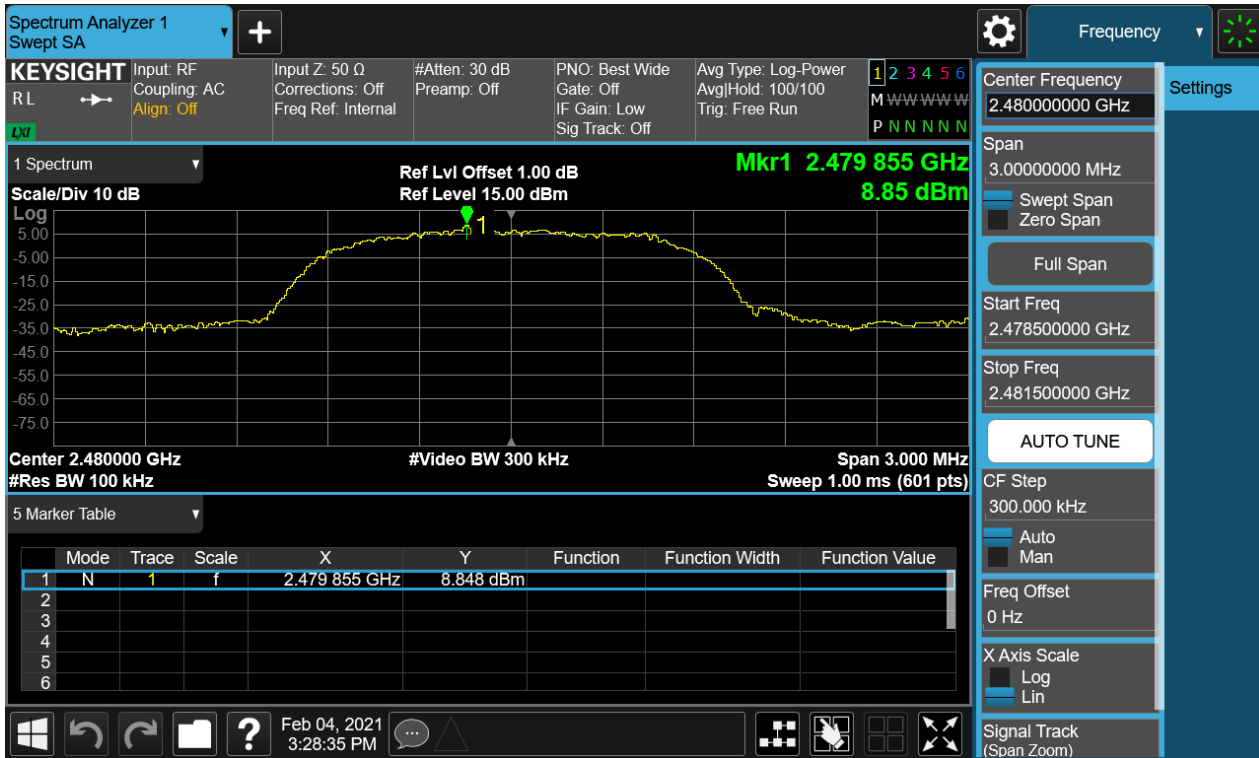 Spectrum Analyzer 1
Swept SA
Frequency
KEYSIGHT
R L
LXI
Input: RF
Coupling: AC
Align: Off
Input Z: 50 Ω
Corrections: Off
Freq Ref: Internal
#Atten: 30 dB
Preamp: Off
PNO: Best Wide
Gate: Off
IF Gain: Low
Sig Track: Off
Avg Type: Log-Power
Avg|Hold: 100/100
Trig: Free Run
1 2 3 4 5 6
M W W W W W
P N N N N N
Center Frequency
2.480000000 GHz
Settings
1 Spectrum
Ref Lvl Offset 1.00 dB
Mkr1 2.479 855 GHz
Scale/Div 10 dB
Ref Level 15.00 dBm
8.85 dBm
Log
1
5.00
-5.00
-15.0
-25.0
-35.0
-45.0
-55.0
-65.0
-75.0
Center 2.480000 GHz
#Video BW 300 kHz
Span 3.000 MHz
#Res BW 100 kHz
Sweep 1.00 ms (601 pts)
Span
3.00000000 MHz
Swept Span
Zero Span
Full Span
Start Freq
2.478500000 GHz
Stop Freq
2.481500000 GHz
AUTO TUNE
CF Step
300.000 kHz
Auto
Man
Freq Offset
0 Hz
X Axis Scale
Log
Lin
Signal Track
(Span Zoom)
5 Marker Table
Mode Trace Scale X Y Function Function Width Function Value
1 N 1 f 2.479 855 GHz 8.848 dBm
2
3
4
5
6
?
Feb 04, 2021
3:28:35 PM